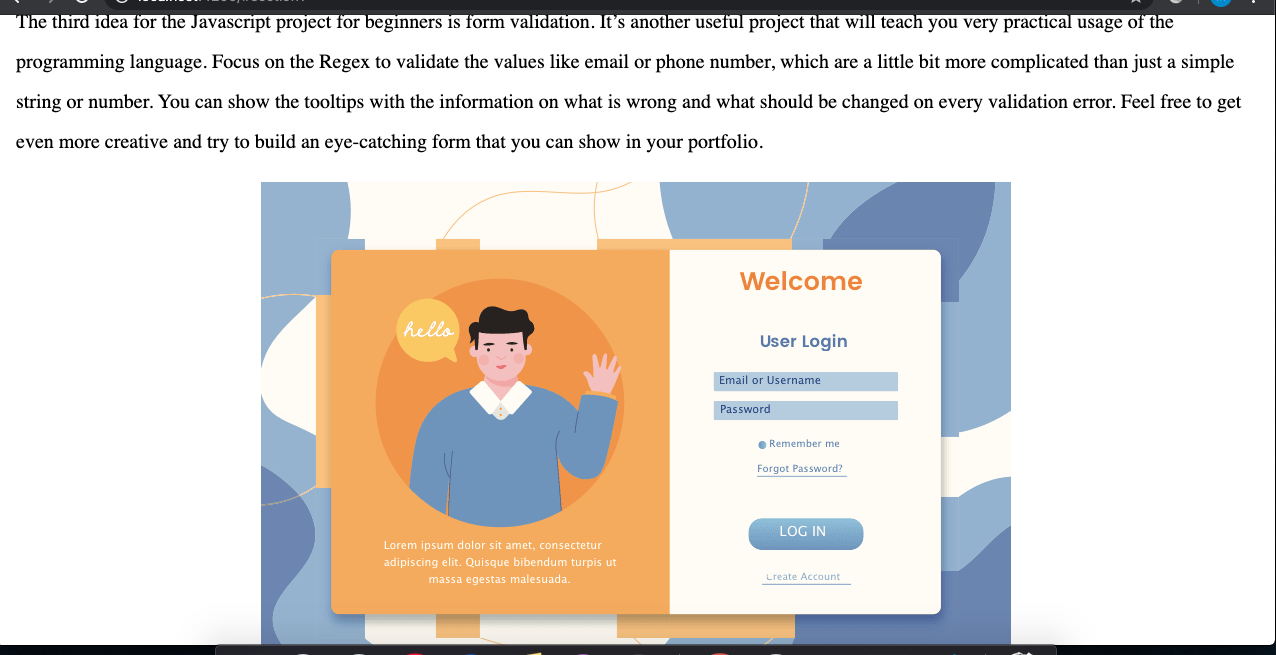 The third idea for the Javascript project for beginners is form validation. It’s another useful project that will teach you very practical usage of the
programming language. Focus on the Regex to validate the values like email or phone number, which are a little bit more complicated than just a simple
string or number. You can show the tooltips with the information on what is wrong and what should be changed on every validation error. Feel free to get
even more creative and try to build an eye-catching form that you can show in your portfolio.
hello
Lorem ipsum dolor sit amet, consectetur
adipiscing elit. Quisque bibendum turpis ut
massa egestas malesuada.
Welcome
User Login
Email or Username
Password
Remember me
Forgot Password?
LOG IN
Create Account